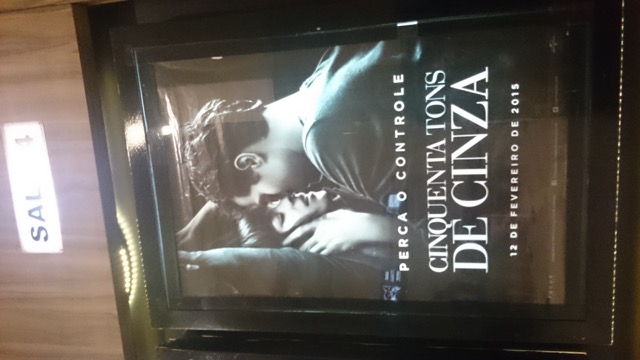 SALA 4
PERCA O CONTROLE
CINQUENTA TONS
DE CINZA
12 DE FEVEREIRO DE 2015